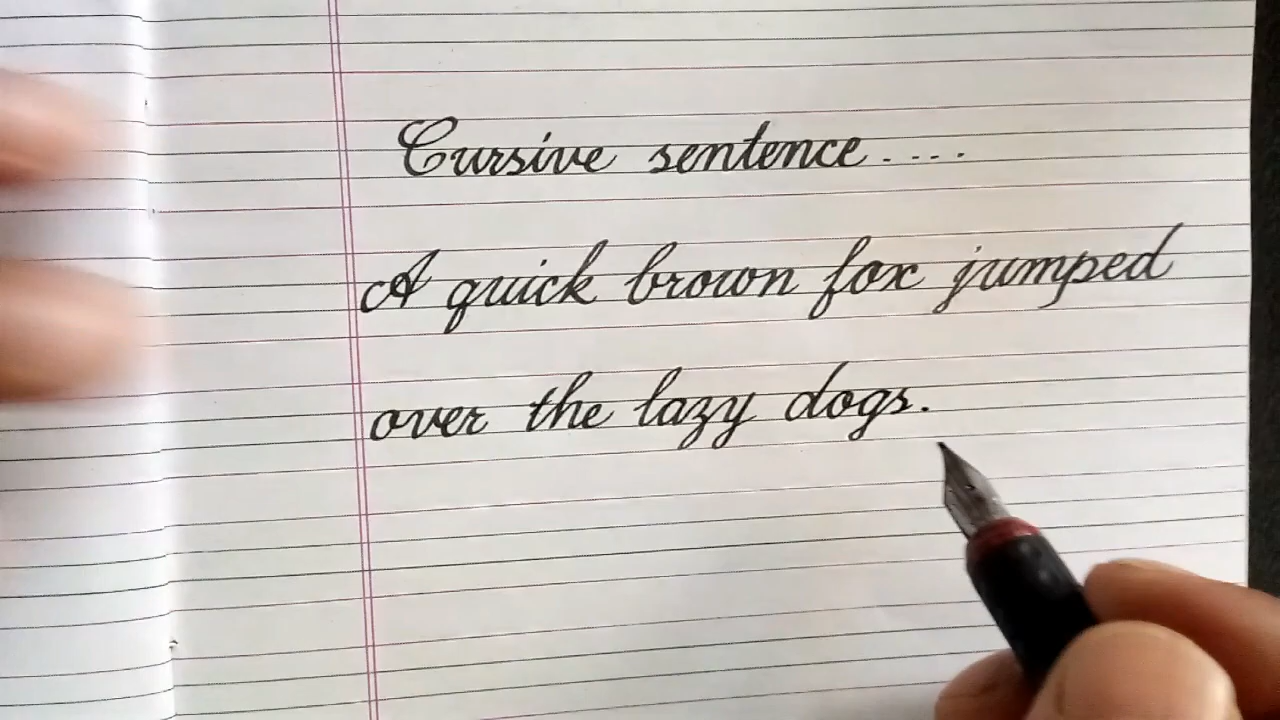 Cursive sentence....
A quick brown fox jumped
over the lazy dogs.